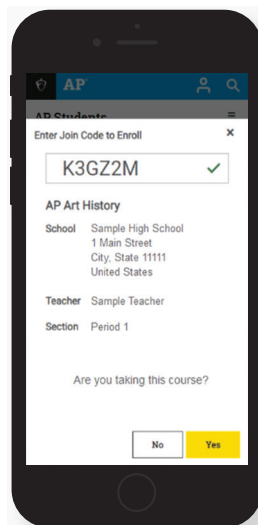 AP
AP Students
Enter Join Code to Enroll ×
K3GZ2M
AP Art History
School Sample High School
1 Main Street
City, State 11111
United States
Teacher Sample Teacher
Section Period 1
Are you taking this course?
No Yes